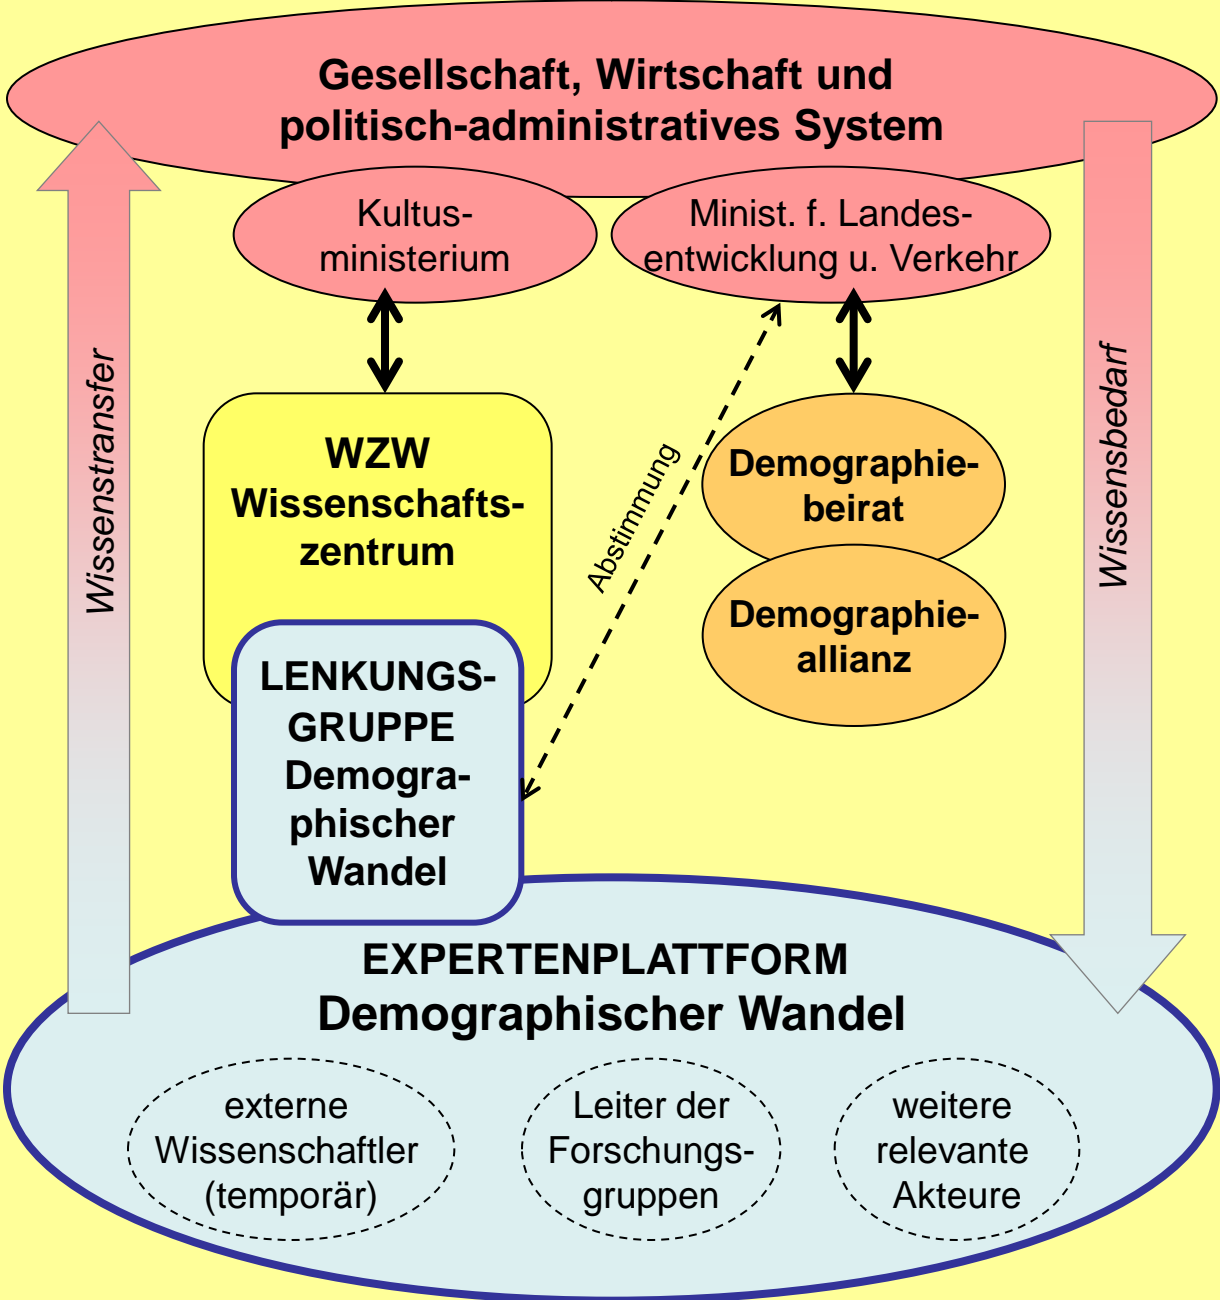 Gesellschaft, Wirtschaft und
politisch-administratives System
Kultus-
ministerium
Minist. f. Landes-
entwicklung u. Verkehr
Wissenstransfer
Wissensbedarf
WZW
Wissenschafts-
zentrum
Abstimmung
Demographie-
beirat
Demographie-
allianz
LENKUNGS-
GRUPPE
Demogra-
phischer
Wandel
EXPERTENPLATTFORM
Demographischer Wandel
externe
Wissenschaftler
(temporär)
Leiter der
Forschungs-
gruppen
weitere
relevante
Akteure